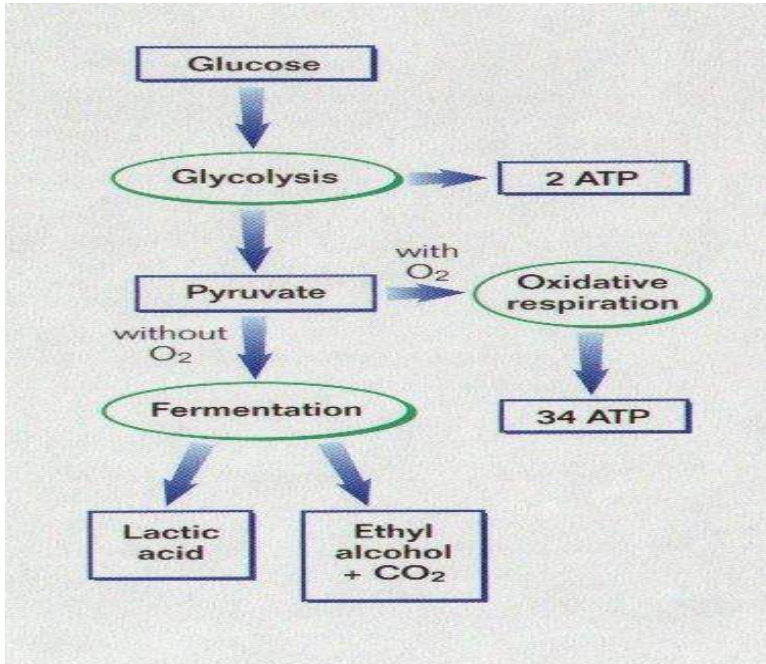 Glucose
Glycolysis
2 ATP
with
O₂
Pyruvate
Oxidative
respiration
without
O₂
Fermentation
34 ATP
Lactic
acid
Ethyl
alcohol
+ CO₂